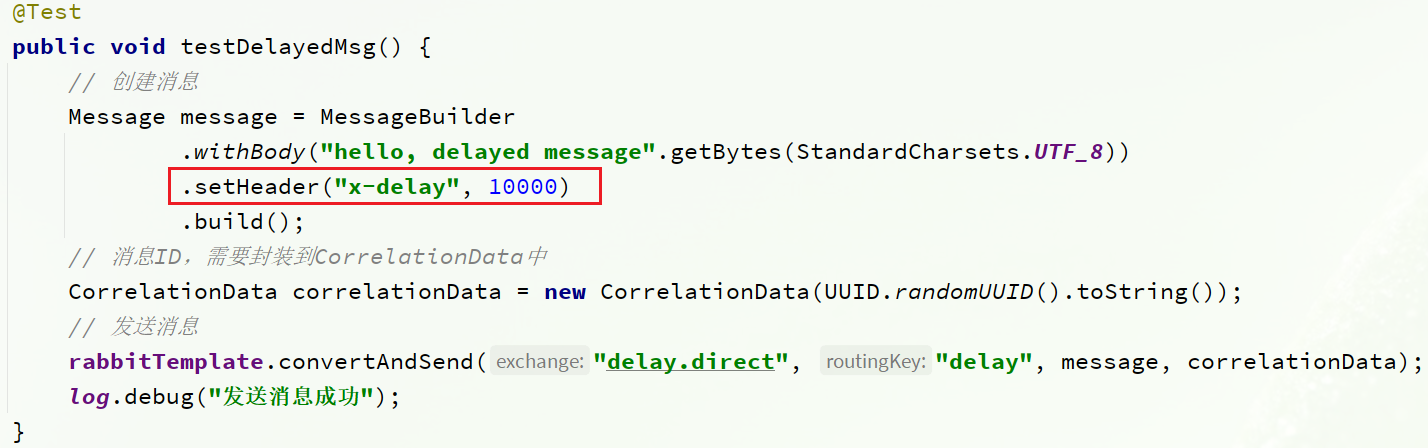 @Test
public void testDelayedMsg() {
// 创建消息
Message message = MessageBuilder
.withBody("hello, delayed message".getBytes(StandardCharsets.UTF_8))
.setHeader("x-delay", 10000)
.build();
// 消息ID，需要封装到CorrelationData中
CorrelationData correlationData = new CorrelationData(UUID.randomUUID().toString());
// 发送消息
rabbitTemplate.convertAndSend( exchange: "delay.direct", routingKey: "delay", message, correlationData);
log.debug("发送消息成功");
}